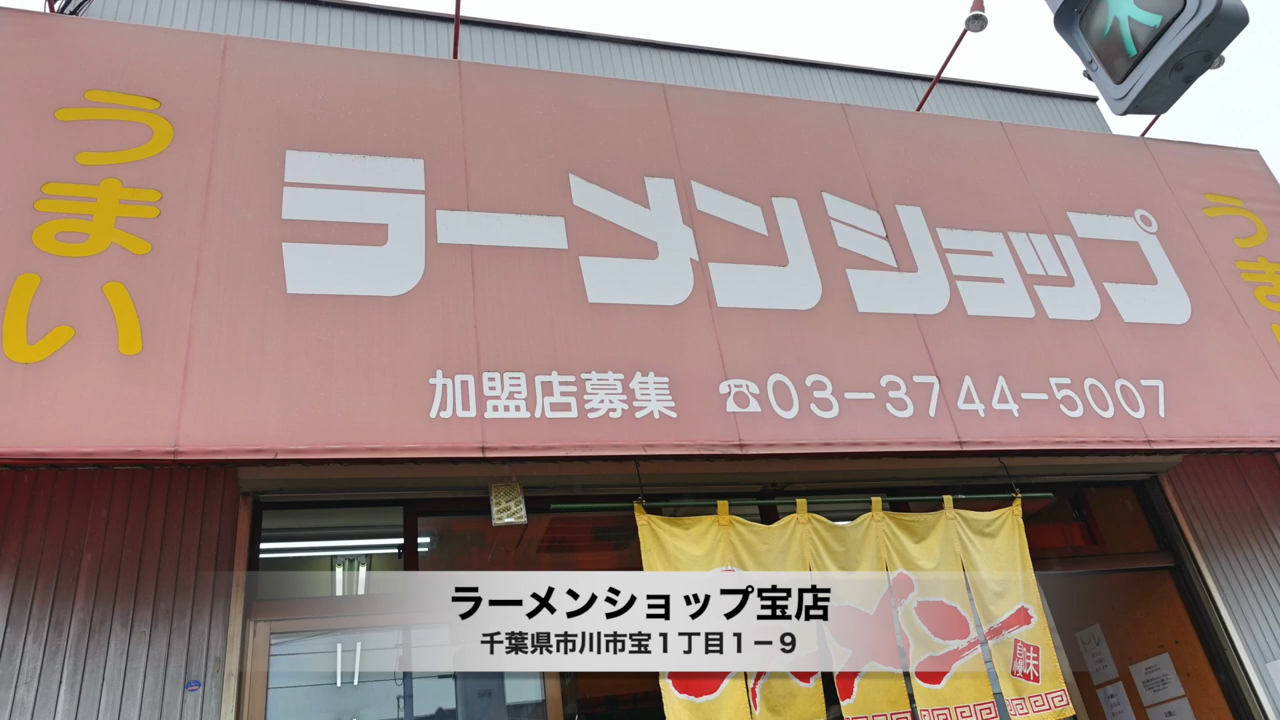 うまい
ラーメンショップ
うまい
加盟店募集 ☎03-3744-5007
ラーメンショップ宝店
千葉県市川市宝1丁目1-9